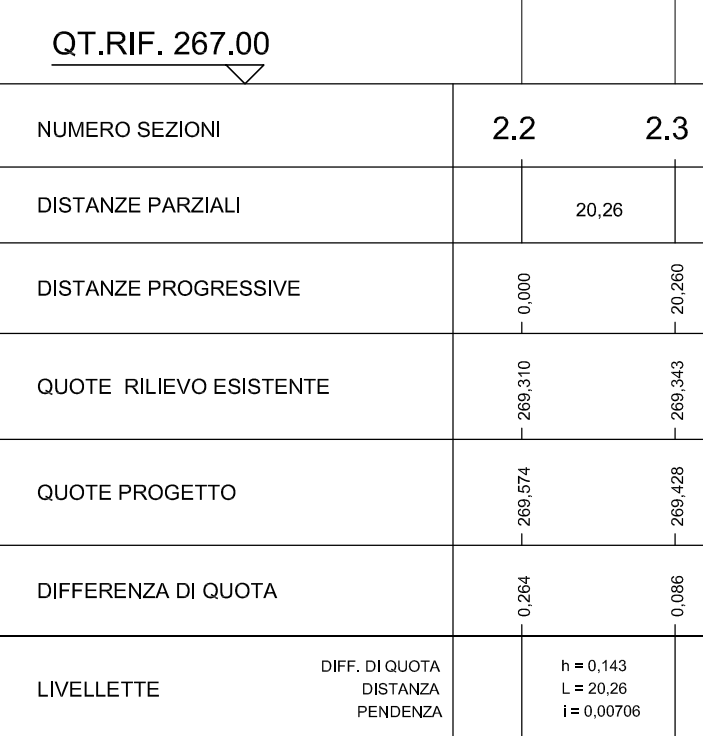 QT.RIF. 267.00
NUMERO SEZIONI 2.2 2.3
DISTANZE PARZIALI 20,26
DISTANZE PROGRESSIVE 0,000 20,260
QUOTE RILIEVO ESISTENTE 269,310 269,343
QUOTE PROGETTO 269,574 269,428
DIFFERENZA DI QUOTA 0,264 0,086
LIVELLETTE
DIFF. DI QUOTA h = 0,143
DISTANZA L = 20,26
PENDENZA i = 0,00706